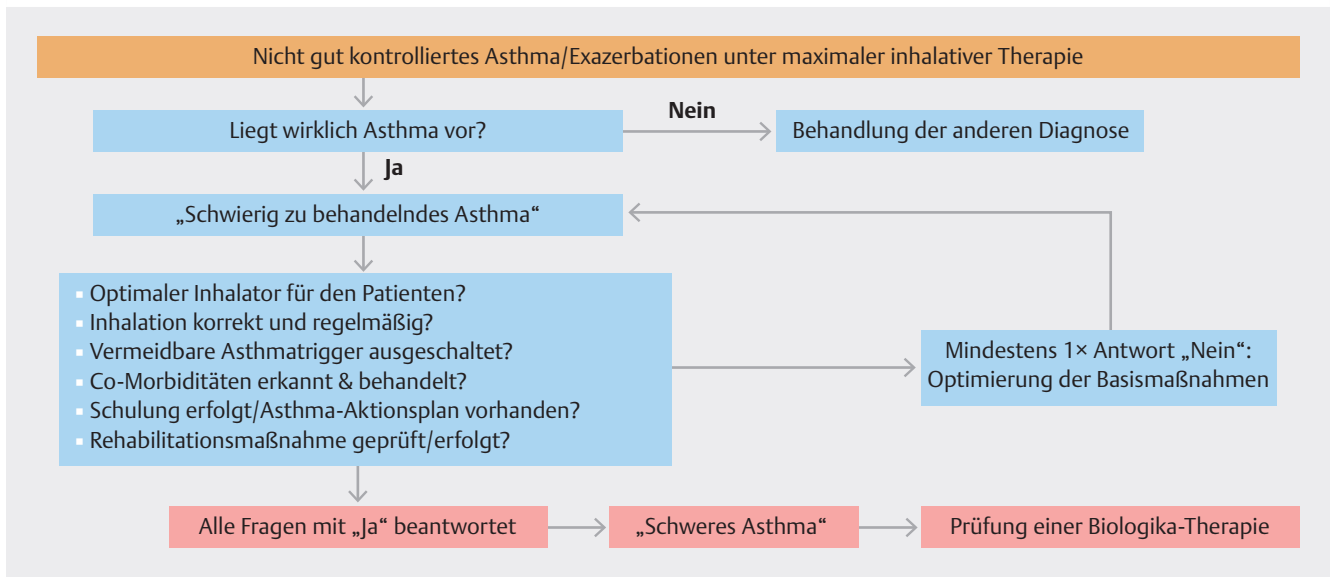 Nicht gut kontrolliertes Asthma/Exazerbationen unter maximaler inhalativer Therapie
Liegt wirklich Asthma vor?
Nein
Behandlung der anderen Diagnose
Ja
„Schwierig zu behandelndes Asthma“
▪ Optimaler Inhalator für den Patienten?
▪ Inhalation korrekt und regelmäßig?
▪ Vermeidbare Asthmatrigger ausgeschaltet?
▪ Co-Morbiditäten erkannt & behandelt?
▪ Schulung erfolgt/Asthma-Aktionsplan vorhanden?
▪ Rehabilitationsmaßnahme geprüft/erfolgt?
Mindestens 1× Antwort „Nein“:
Optimierung der Basismaßnahmen
Alle Fragen mit „Ja“ beantwortet
„Schweres Asthma“
Prüfung einer Biologika-Therapie